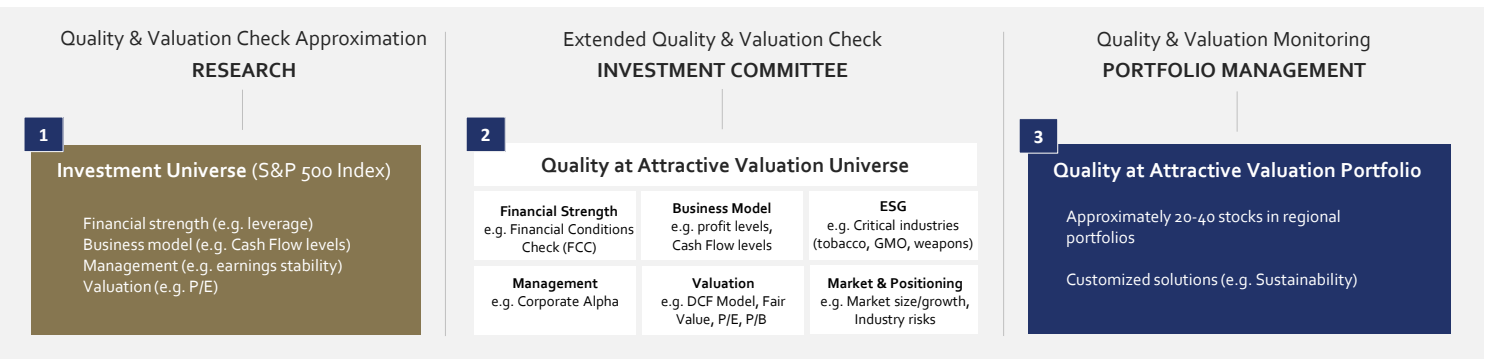 Quality & Valuation Check Approximation
RESEARCH
1
Investment Universe (S&P 500 Index)
Financial strength (e.g. leverage)
Business model (e.g. Cash Flow levels)
Management (e.g. earnings stability)
Valuation (e.g. P/E)
Extended Quality & Valuation Check
INVESTMENT COMMITTEE
2
Quality at Attractive Valuation Universe
Financial Strength
e.g. Financial Conditions
Check (FCC)
Business Model
e.g. profit levels,
Cash Flow levels
ESG
e.g. Critical industries
(tobacco, GMO, weapons)
Management
e.g. Corporate Alpha
Valuation
e.g. DCF Model, Fair
Value, P/E, P/B
Market & Positioning
e.g. Market size/growth,
Industry risks
Quality & Valuation Monitoring
PORTFOLIO MANAGEMENT
3
Quality at Attractive Valuation Portfolio
Approximately 20-40 stocks in regional
portfolios
Customized solutions (e.g. Sustainability)